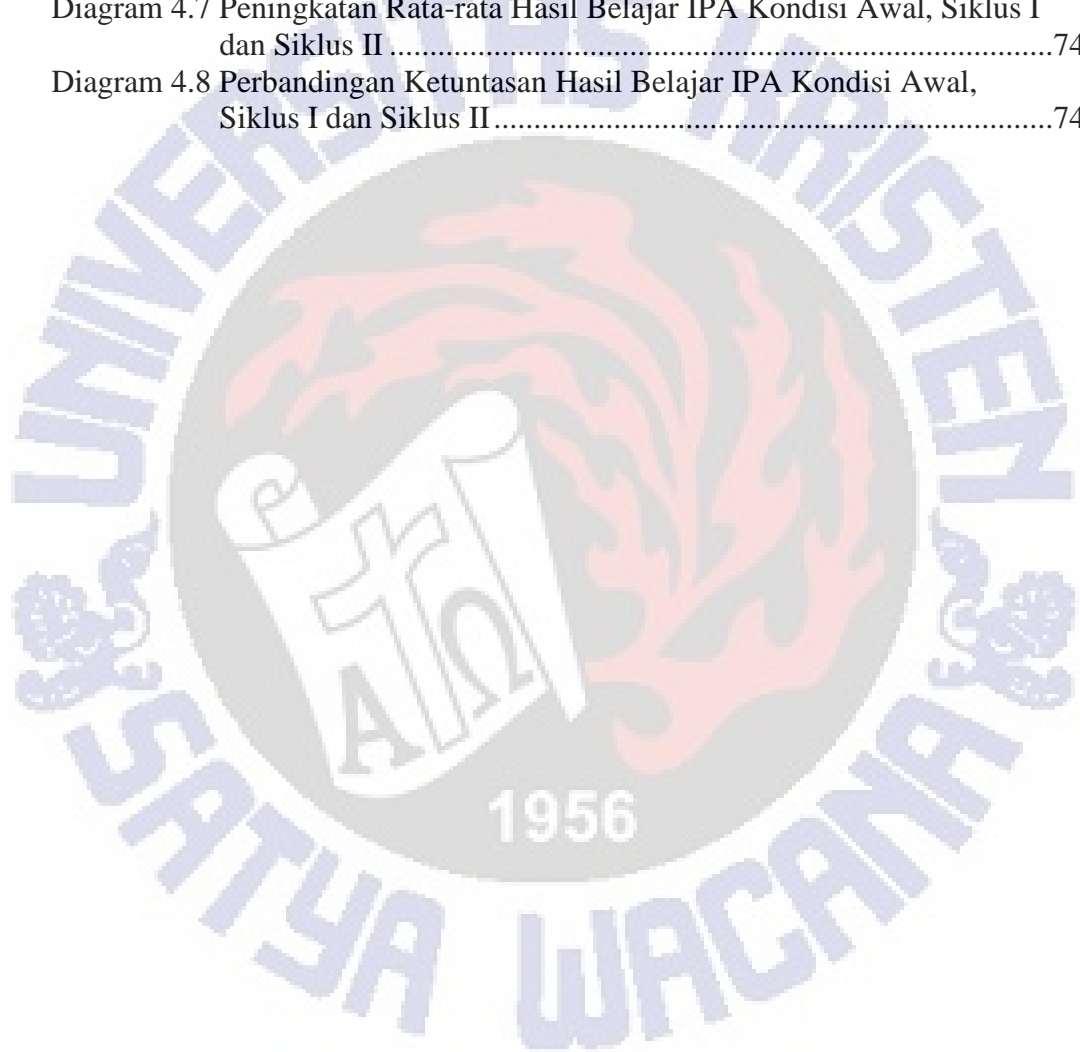 Diagram 4.7 Peningkatan Rata-rata Hasil Belajar IPA Kondisi Awal, Siklus I
dan Siklus II ....................................................................................74
Diagram 4.8 Perbandingan Ketuntasan Hasil Belajar IPA Kondisi Awal,
Siklus I dan Siklus II .......................................................................74
UNIVERSITAS KRISTEN
Α Ω
1956
SATYA WACANA